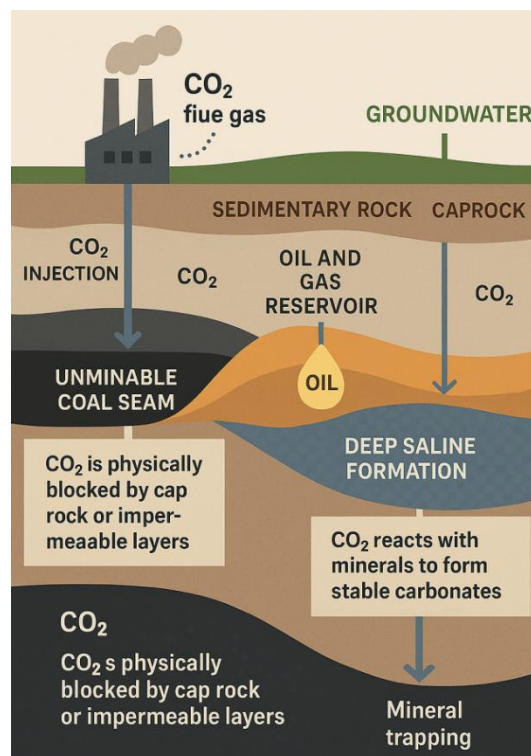 CO₂
fiue gas
GROUNDWATER
SEDIMENTARY ROCK CAPROCK
CO₂
INJECTION
CO₂
OIL AND
GAS
RESERVOIR
CO₂
OIL
UNMINABLE
COAL SEAM
DEEP SALINE
FORMATION
CO₂ is physically
blocked by cap
rock or imper-
meaable layers
CO₂ reacts with
minerals to form
stable carbonates
CO₂
CO₂ s physically
blocked by cap rock
or impermeable layers
Mineral
trapping